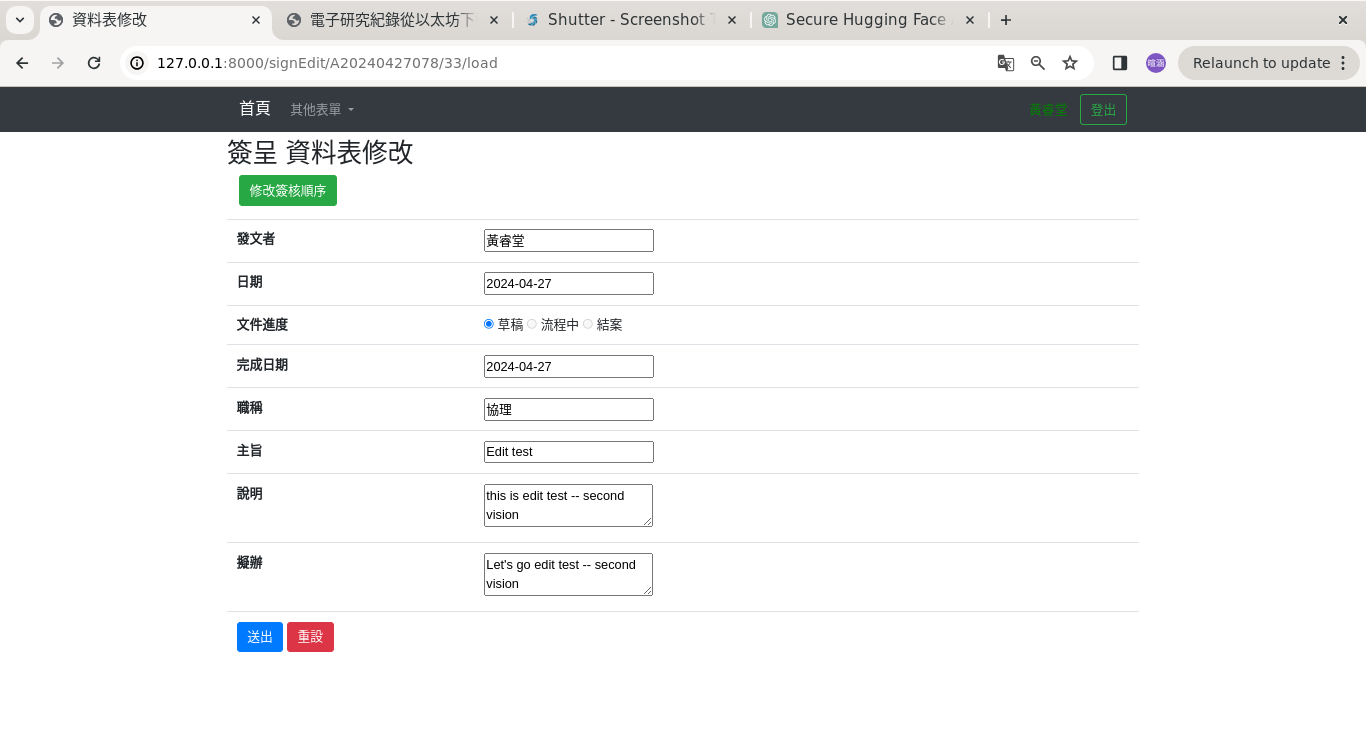 資料表修改
電子研究紀錄從以太坊下
Shutter - Screenshot
Secure Hugging Face
127.0.0.1:8000/signEdit/A20240427078/33/load
Relaunch to update
首頁 其他表單 黃睿堂 登出
簽呈 資料表修改
修改簽核順序
發文者 黃睿堂
日期 2024-04-27
文件進度 草稿 流程中 結案
完成日期 2024-04-27
職稱 協理
主旨 Edit test
說明 this is edit test -- second
vision
擬辦 Let's go edit test -- second
vision
送出 重設